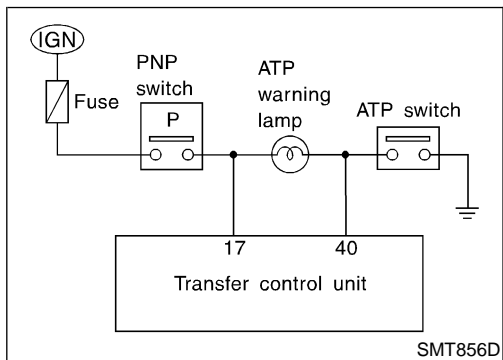 IGN
Fuse
PNP
switch
P
ATP
warning
lamp
ATP switch
17
40
Transfer control unit
SMT856D